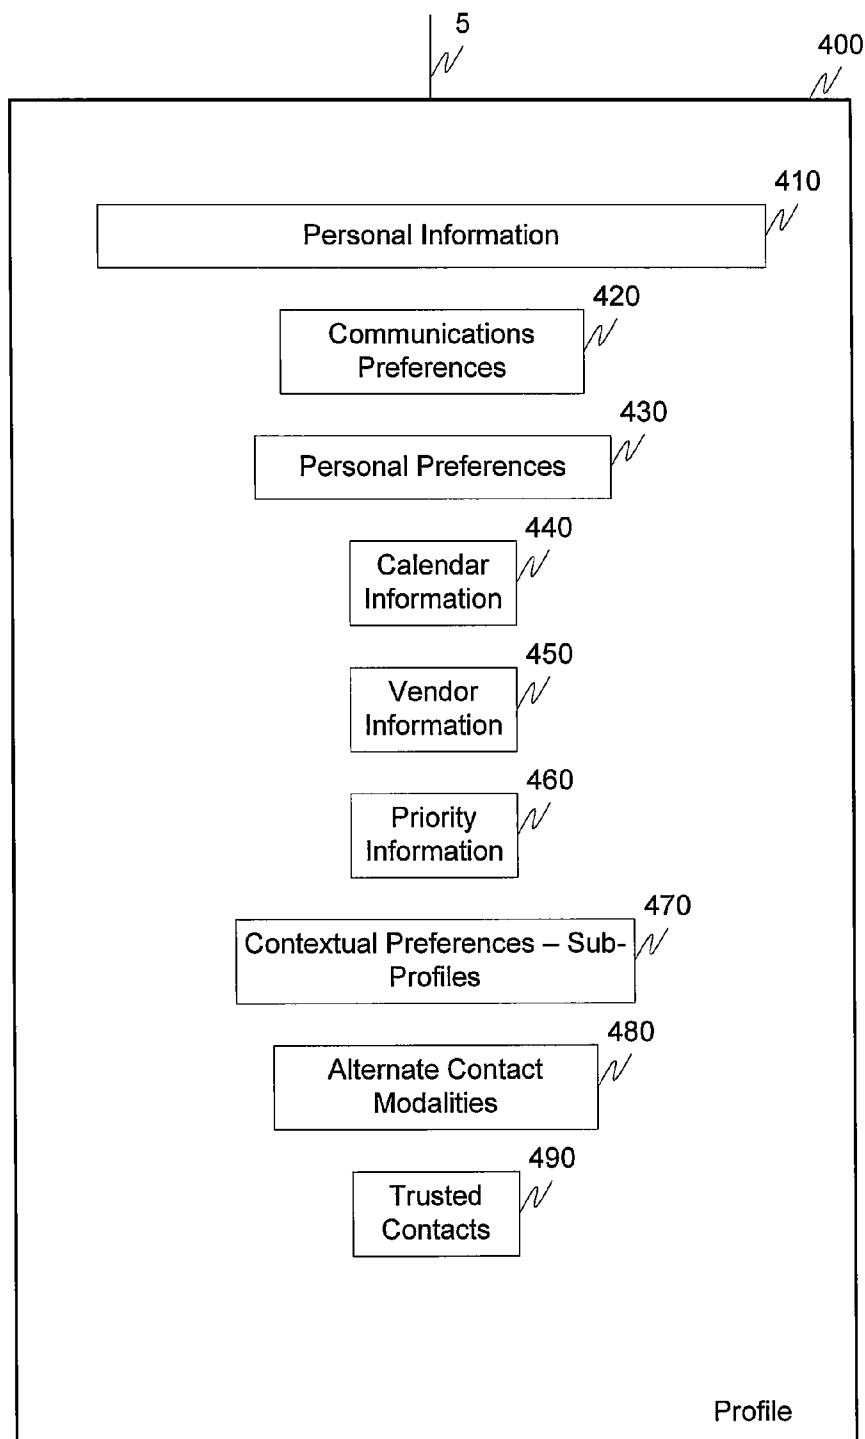 5
400
410
Personal Information
420
Communications
Preferences
430
Personal Preferences
440
Calendar
Information
450
Vendor
Information
460
Priority
Information
470
Contextual Preferences – Sub-
Profiles
480
Alternate Contact
Modalities
490
Trusted
Contacts
Profile